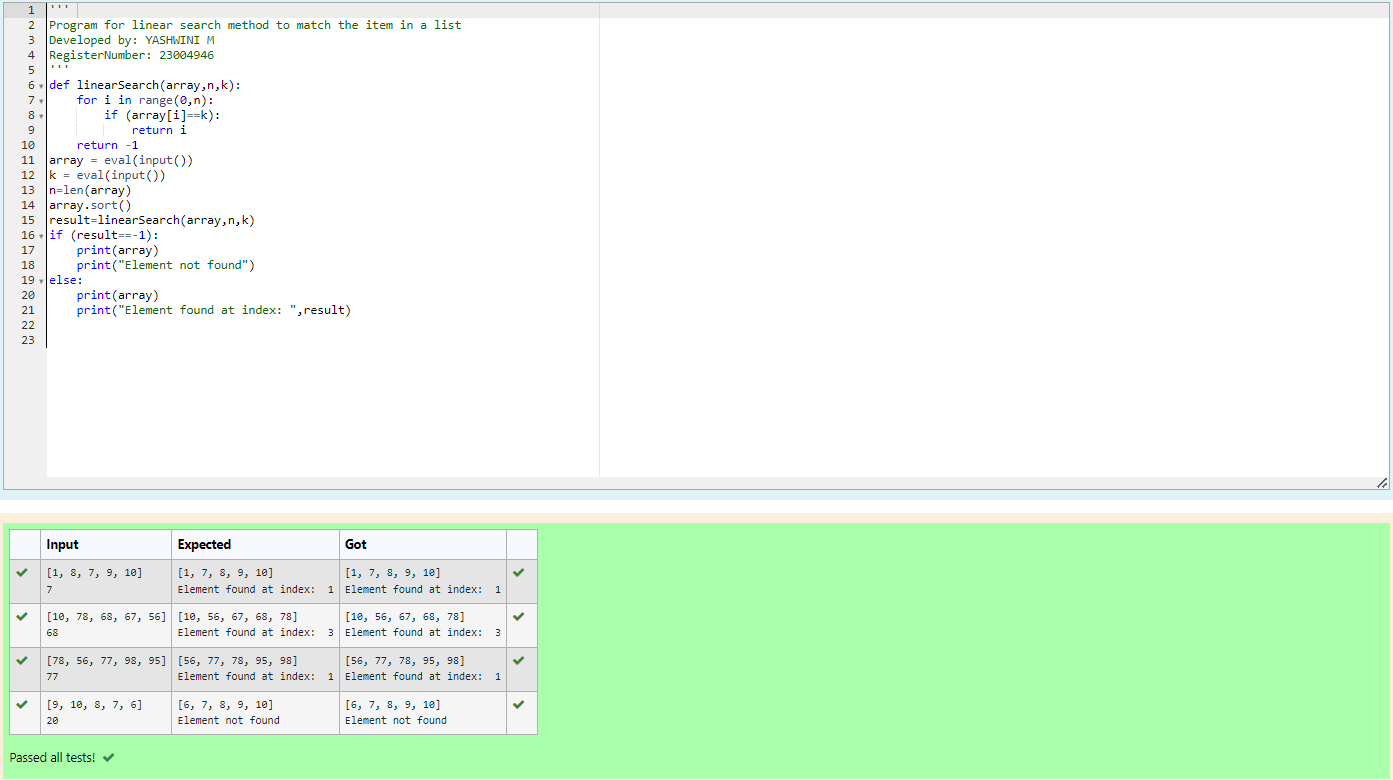 1 '''
2 Program for linear search method to match the item in a list
3 Developed by: YASHWINI M
4 RegisterNumber: 23004946
5 '''
6 def linearSearch(array,n,k):
7     for i in range(0,n):
8         if (array[i]==k):
9             return i
10     return -1
11 array = eval(input())
12 k = eval(input())
13 n=len(array)
14 array.sort()
15 result=linearSearch(array,n,k)
16 if (result==-1):
17     print(array)
18     print("Element not found")
19 else:
20     print(array)
21     print("Element found at index: ",result)
22
23
Input Expected Got
[1, 8, 7, 9, 10] [1, 7, 8, 9, 10] [1, 7, 8, 9, 10]
7 Element found at index:  1 Element found at index:  1
[10, 78, 68, 67, 56] [10, 56, 67, 68, 78] [10, 56, 67, 68, 78]
68 Element found at index:  3 Element found at index:  3
[78, 56, 77, 98, 95] [56, 77, 78, 95, 98] [56, 77, 78, 95, 98]
77 Element found at index:  1 Element found at index:  1
[9, 10, 8, 7, 6] [6, 7, 8, 9, 10] [6, 7, 8, 9, 10]
20 Element not found Element not found
Passed all tests!